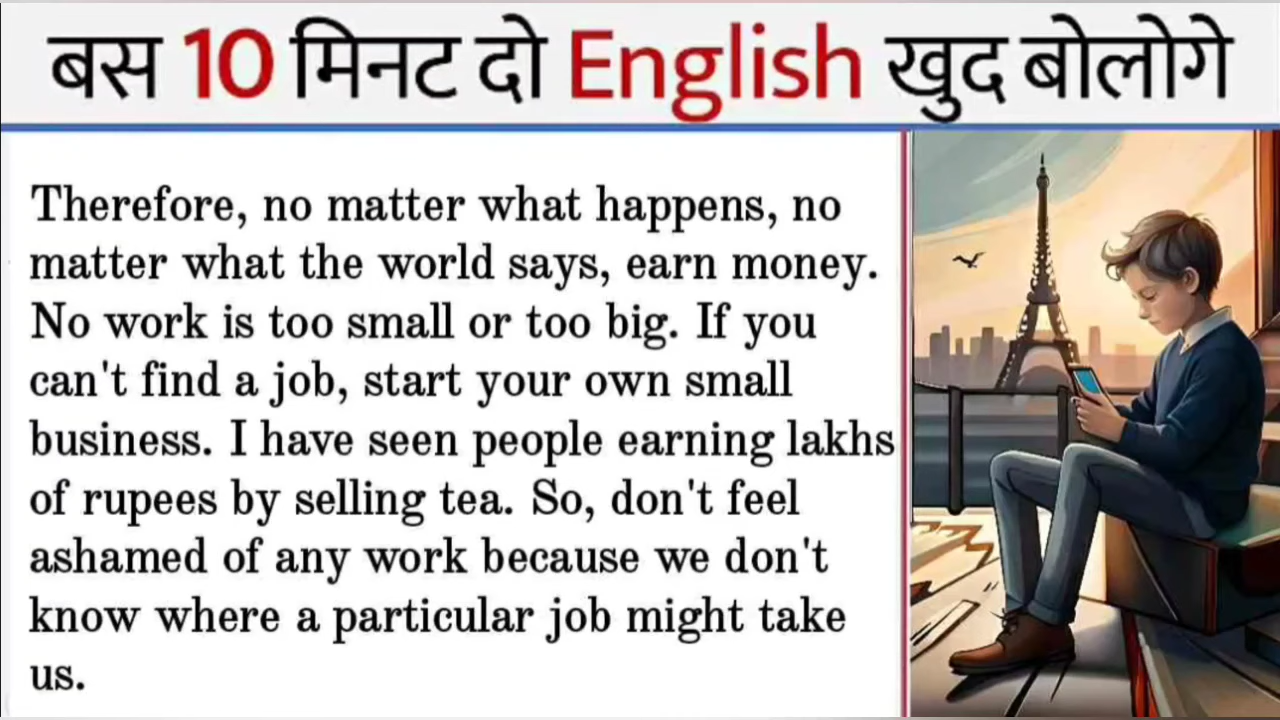 बस 10 मिनट दो English खुद बोलोगे
Therefore, no matter what happens, no
matter what the world says, earn money.
No work is too small or too big. If you
can't find a job, start your own small
business. I have seen people earning lakhs
of rupees by selling tea. So, don't feel
ashamed of any work because we don't
know where a particular job might take
us.